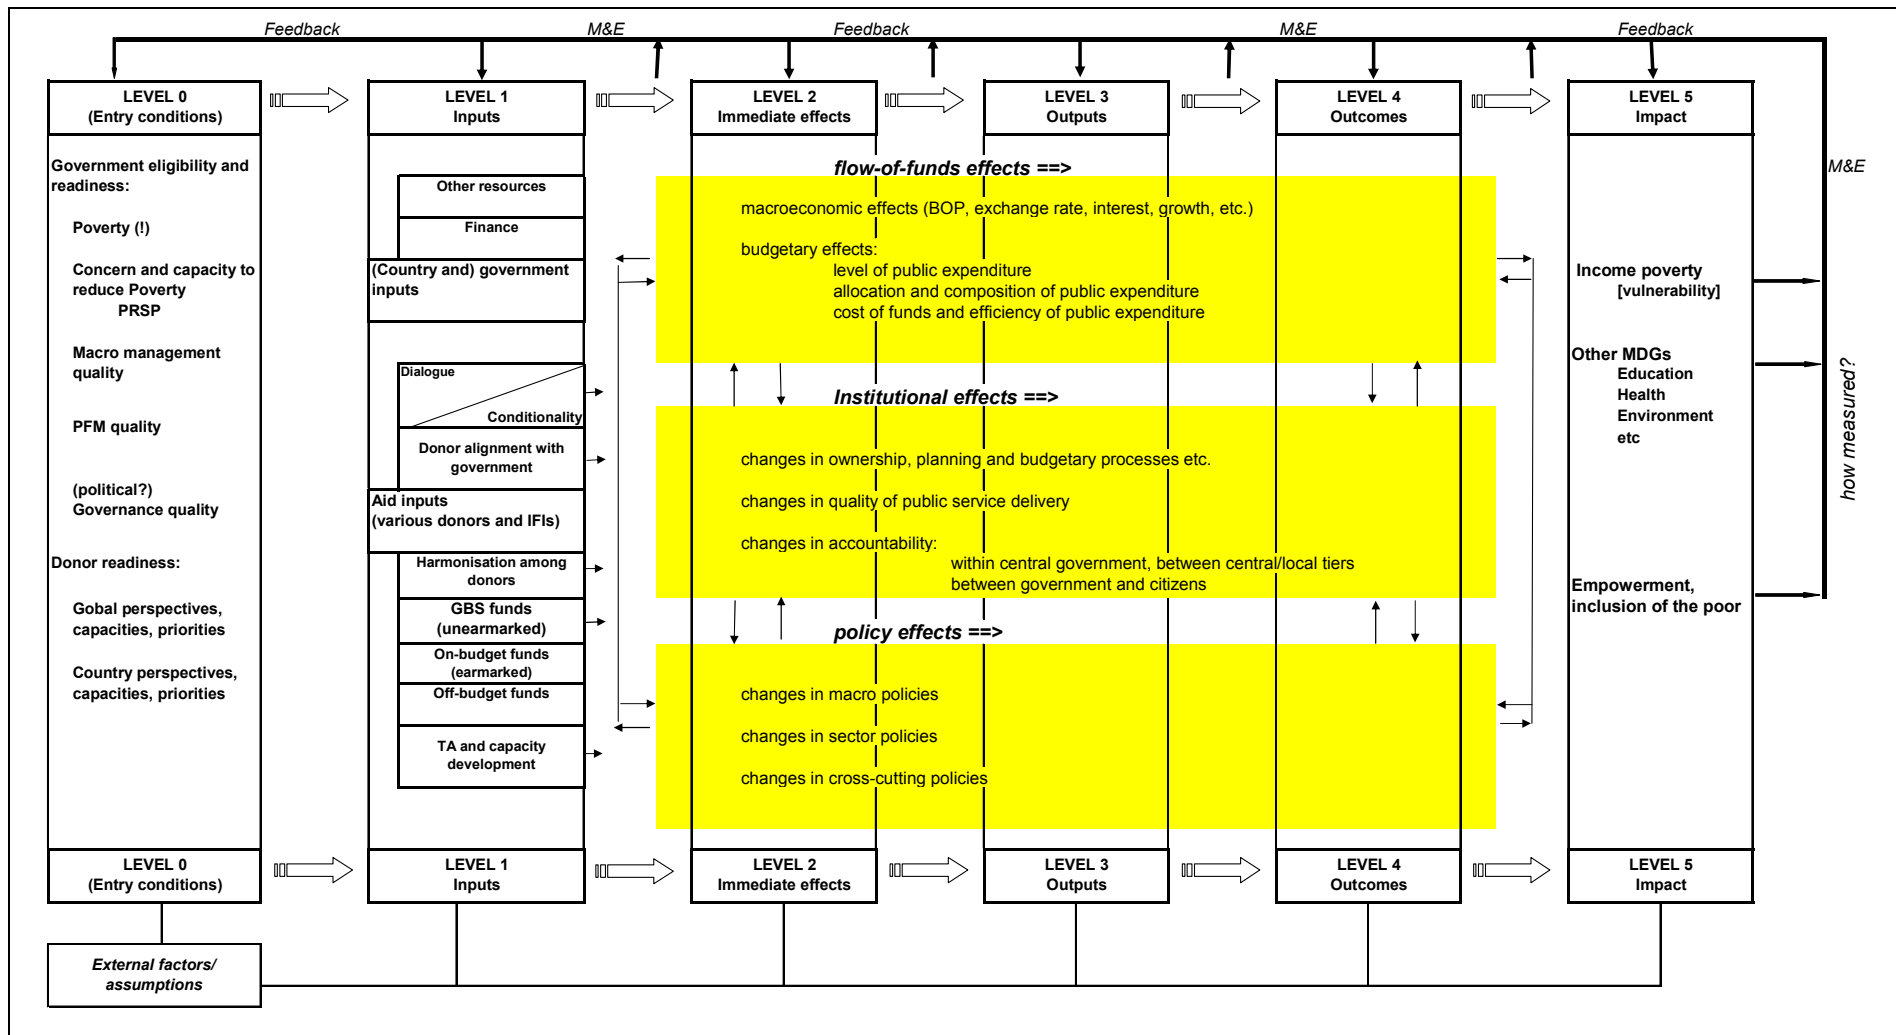 Feedback
M&E
Feedback
M&E
Feedback
LEVEL 0
(Entry conditions)
LEVEL 1
Inputs
LEVEL 2
Immediate effects
LEVEL 3
Outputs
LEVEL 4
Outcomes
LEVEL 5
Impact
Government eligibility and
readiness:
Poverty (!)
Concern and capacity to
reduce Poverty
PRSP
Macro management
quality
PFM quality
(political?)
Governance quality
Donor readiness:
Gobal perspectives,
capacities, priorities
Country perspectives,
capacities, priorities
Other resources
Finance
(Country and) government
inputs
Dialogue
Conditionality
Donor alignment with
government
Aid inputs
(various donors and IFIs)
Harmonisation among
donors
GBS funds
(unearmarked)
On-budget funds
(earmarked)
Off-budget funds
TA and capacity
development
flow-of-funds effects ==>
macroeconomic effects (BOP, exchange rate, interest, growth, etc.)
budgetary effects:
level of public expenditure
allocation and composition of public expenditure
cost of funds and efficiency of public expenditure
Institutional effects ==>
changes in ownership, planning and budgetary processes etc.
changes in quality of public service delivery
changes in accountability:
within central government, between central/local tiers
between government and citizens
policy effects ==>
changes in macro policies
changes in sector policies
changes in cross-cutting policies
Income poverty
[vulnerability]
Other MDGs
Education
Health
Environment
etc
Empowerment,
inclusion of the poor
M&E
how measured?
LEVEL 0
(Entry conditions)
LEVEL 1
Inputs
LEVEL 2
Immediate effects
LEVEL 3
Outputs
LEVEL 4
Outcomes
LEVEL 5
Impact
External factors/
assumptions